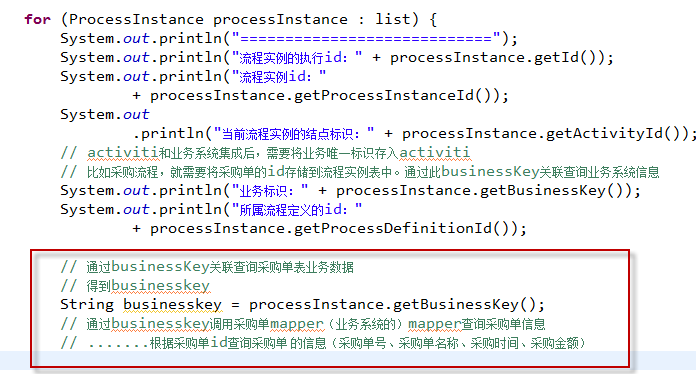 for (ProcessInstance processInstance : list) {
System.out.println("============================");
System.out.println("流程实例的执行id：" + processInstance.getId());
System.out.println("流程实例id："
+ processInstance.getProcessInstanceId());
System.out
.println("当前流程实例的结点标识：" + processInstance.getActivityId());
// activiti和业务系统集成后，需要将业务唯一标识存入activiti
// 比如采购流程，就需要将采购单的id存储到流程实例表中。通过此businessKey关联查询业务系统信息
System.out.println("业务标识：" + processInstance.getBusinessKey());
System.out.println("所属流程定义的id："
+ processInstance.getProcessDefinitionId());
// 通过businessKey关联查询采购单表业务数据
// 得到businesskey
String businesskey = processInstance.getBusinessKey();
// 通过businesskey调用采购单mapper（业务系统的）mapper查询采购单信息
// .......根据采购单id查询采购单 的信息（采购单号、采购单名称、采购时间、采购金额）